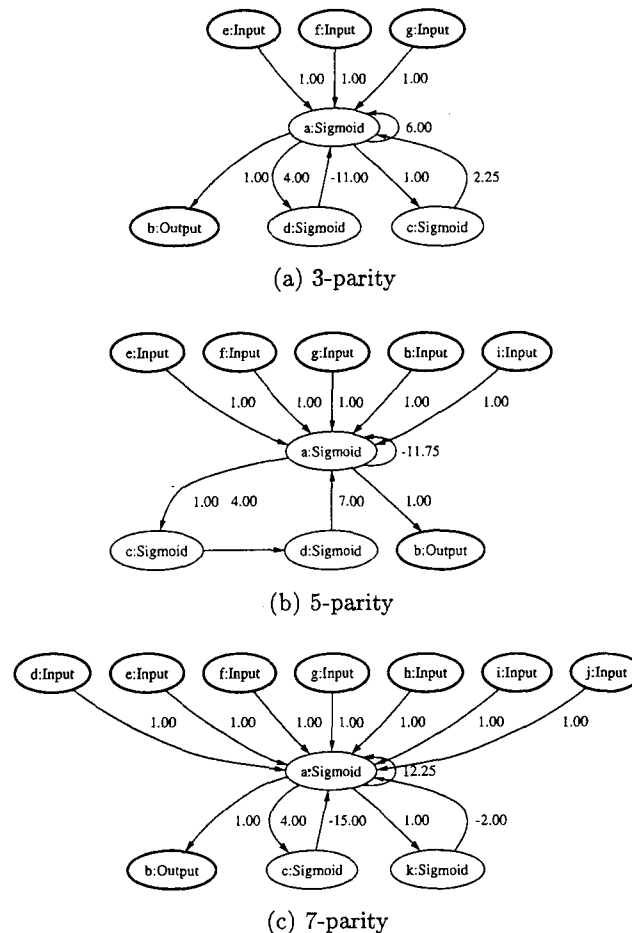 e:Input f:Input g:Input
1.00 1.00 1.00
a:Sigmoid 6.00
1.00 4.00 -11.00 1.00 2.25
b:Output d:Sigmoid c:Sigmoid
(a) 3-parity
e:Input f:Input g:Input h:Input i:Input
1.00 1.00 1.00 1.00 1.00
a:Sigmoid -11.75
1.00 4.00 7.00 1.00
c:Sigmoid d:Sigmoid b:Output
(b) 5-parity
d:Input e:Input f:Input g:Input h:Input i:Input j:Input
1.00 1.00 1.00 1.00 1.00 1.00 1.00
a:Sigmoid 12.25
1.00 4.00 -15.00 1.00 -2.00
b:Output c:Sigmoid k:Sigmoid
(c) 7-parity